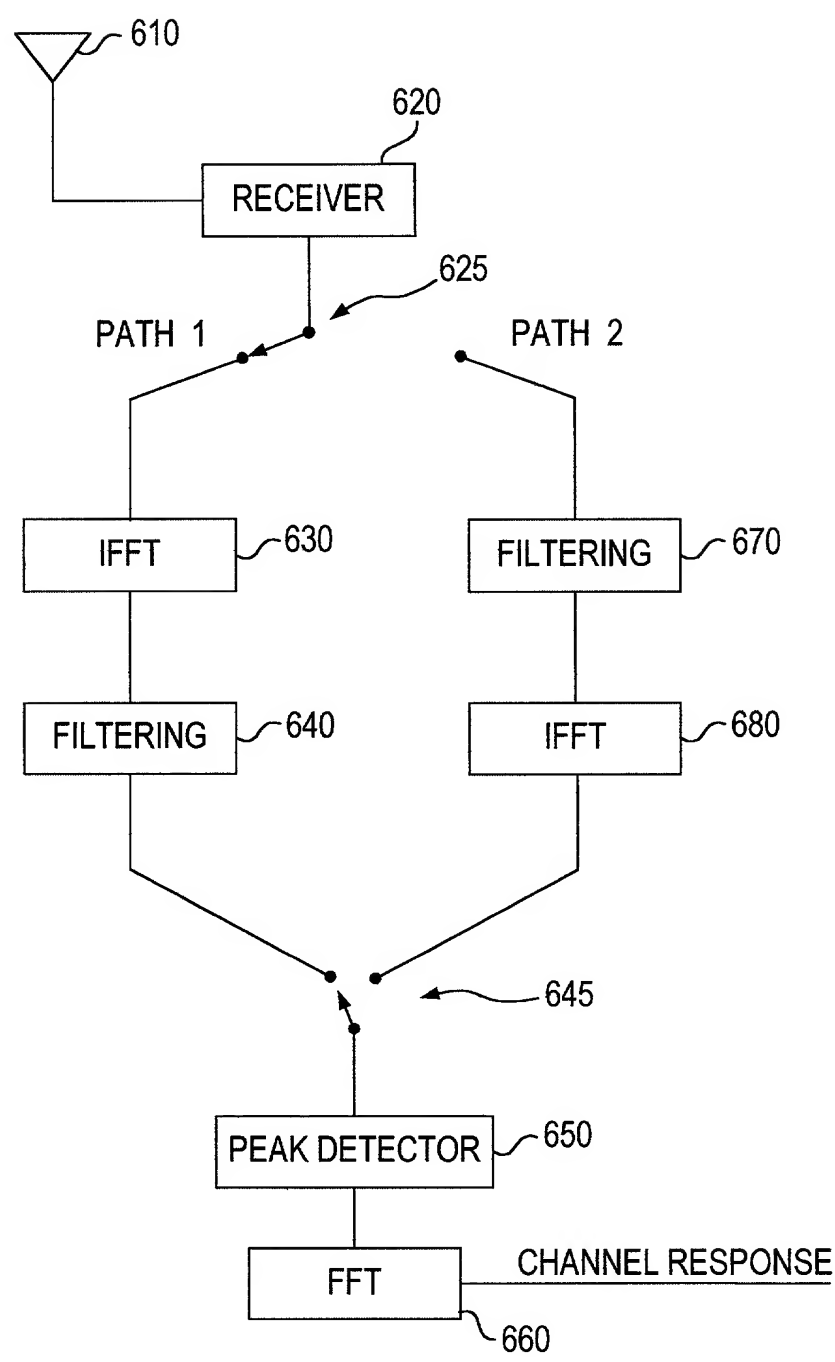 610
620
RECEIVER
625
PATH 1
PATH 2
IFFT
630
FILTERING
670
FILTERING
640
IFFT
680
645
PEAK DETECTOR
650
CHANNEL RESPONSE
FFT
660